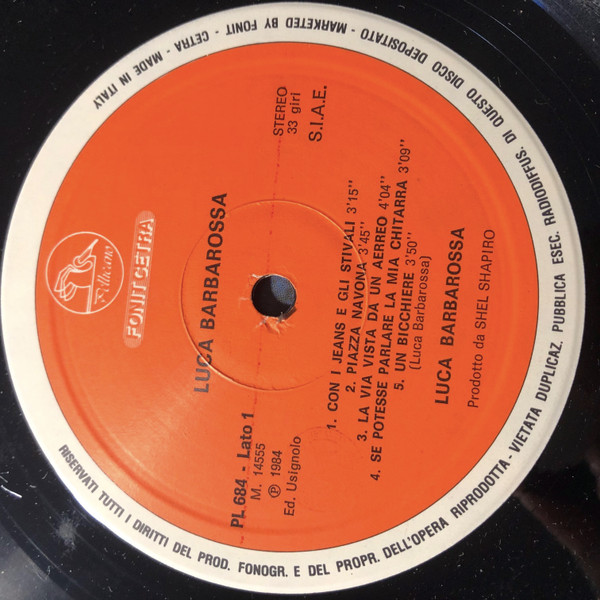 Pellicano
FONIT CETRA
LUCA BARBAROSSA
PL 684 - Lato 1
M. 14555
Ⓟ 1984
Ed. Usignolo
STEREO
33 giri
S.I.A.E.
1. CON I JEANS E GLI STIVALI 3'15"
2. PIAZZA NAVONA 3'45"
3. LA VIA VISTA DA UN AERREO 4'04"
4. SE POTESSE PARLARE LA MIA CHITARRA 3'09"
5. UN BICCHIERE 3'50"
(Luca Barbarossa)
LUCA BARBAROSSA
Prodotto da SHEL SHAPIRO
RISERVATI TUTTI I DIRITTI DEL PROD. FONOGR. E DEL PROPR. DELL'OPERA RIPRODOTTA - VIETATA DUPLICAZ. PUBBLICA ESEC. RADIODIFFUS. DI QUESTO DISCO DEPOSITATO - MARKETED BY FONIT - CETRA - MADE IN ITALY